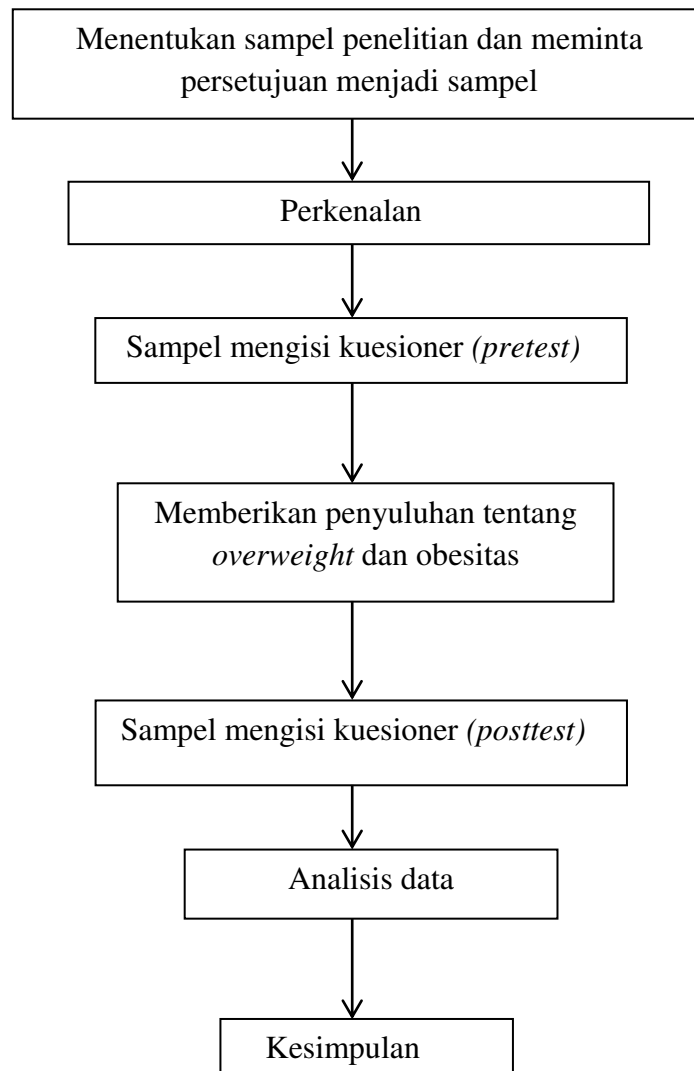 Menentukan sampel penelitian dan meminta
persetujuan menjadi sampel
Perkenalan
Sampel mengisi kuesioner (pretest)
Memberikan penyuluhan tentang
overweight dan obesitas
Sampel mengisi kuesioner (posttest)
Analisis data
Kesimpulan